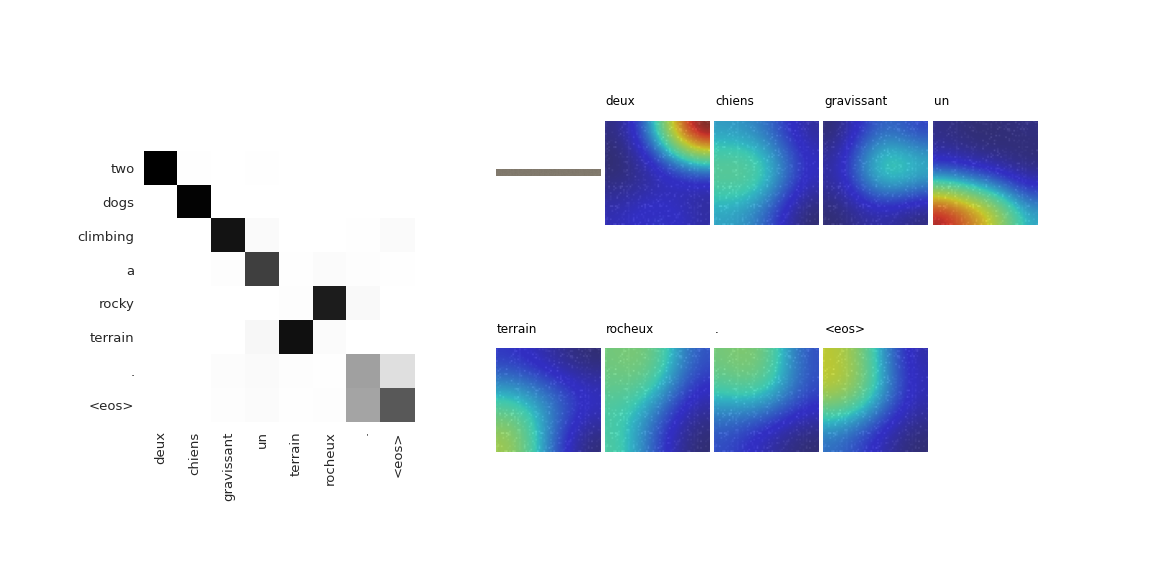 two
dogs
climbing
a
rocky
terrain
.
<eos>
deux
chiens
gravissant
un
terrain
rocheux
.
<eos>
deux chiens gravissant un
terrain rocheux . <eos>